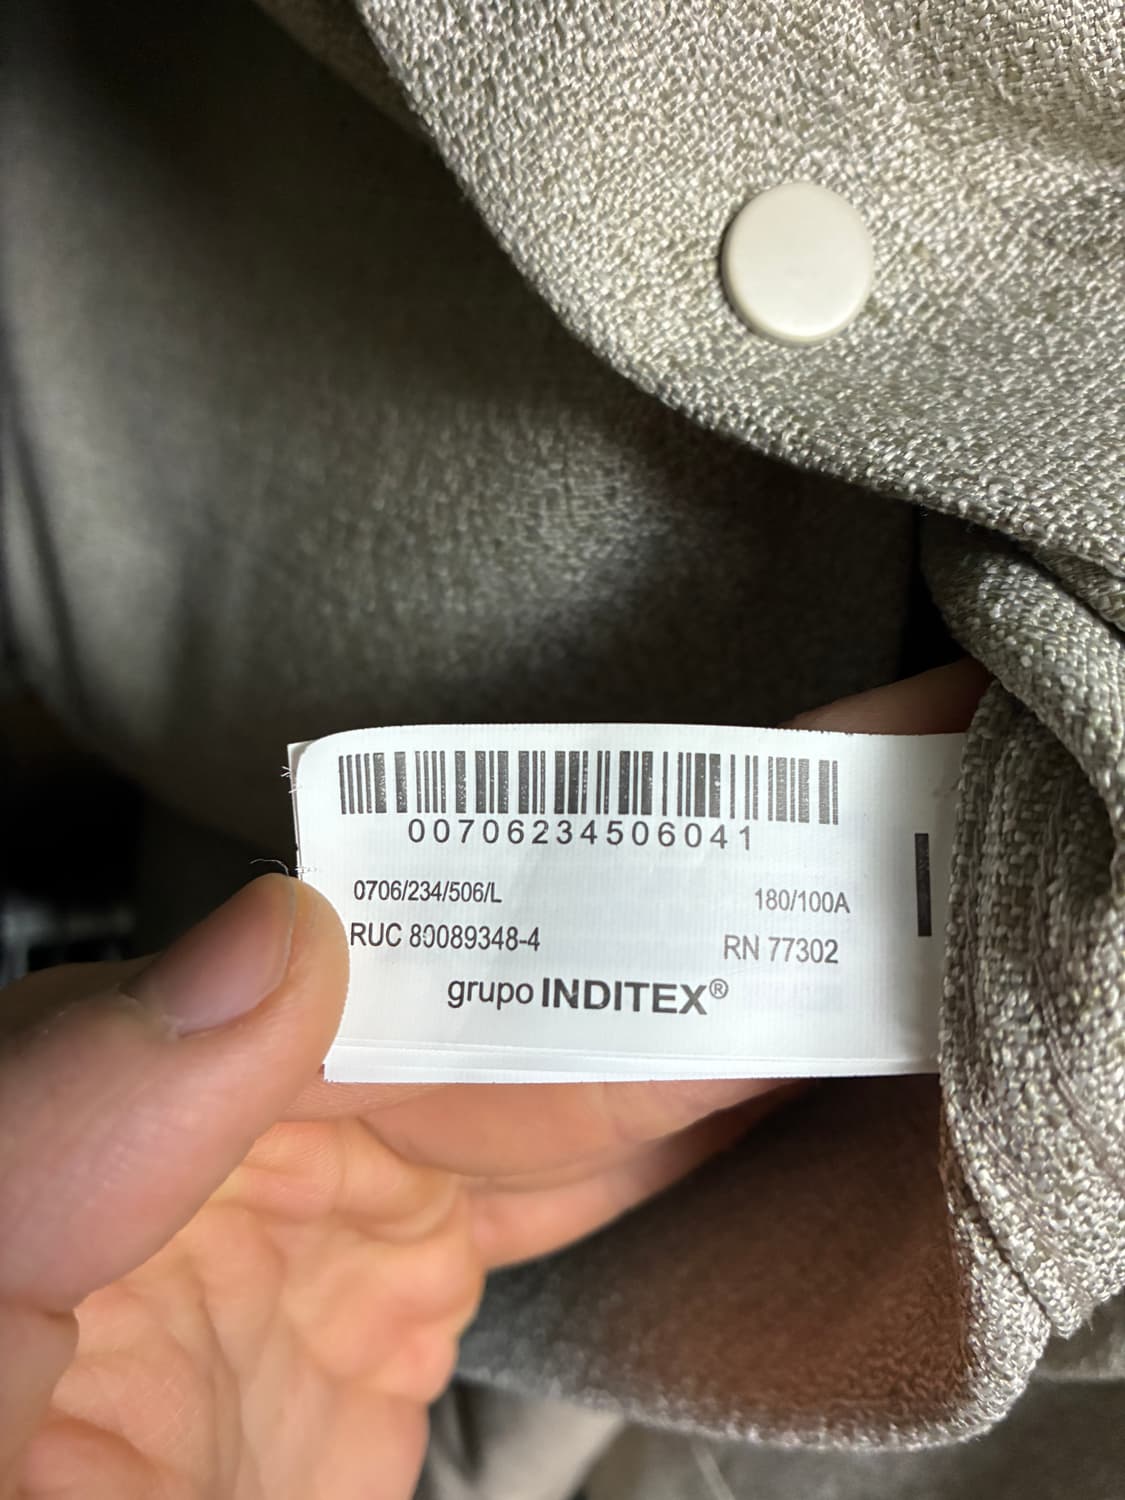 00706234506041
0706/234/506/L
180/100A
RUC 80089348-4
RN 77302
grupo INDITEX®